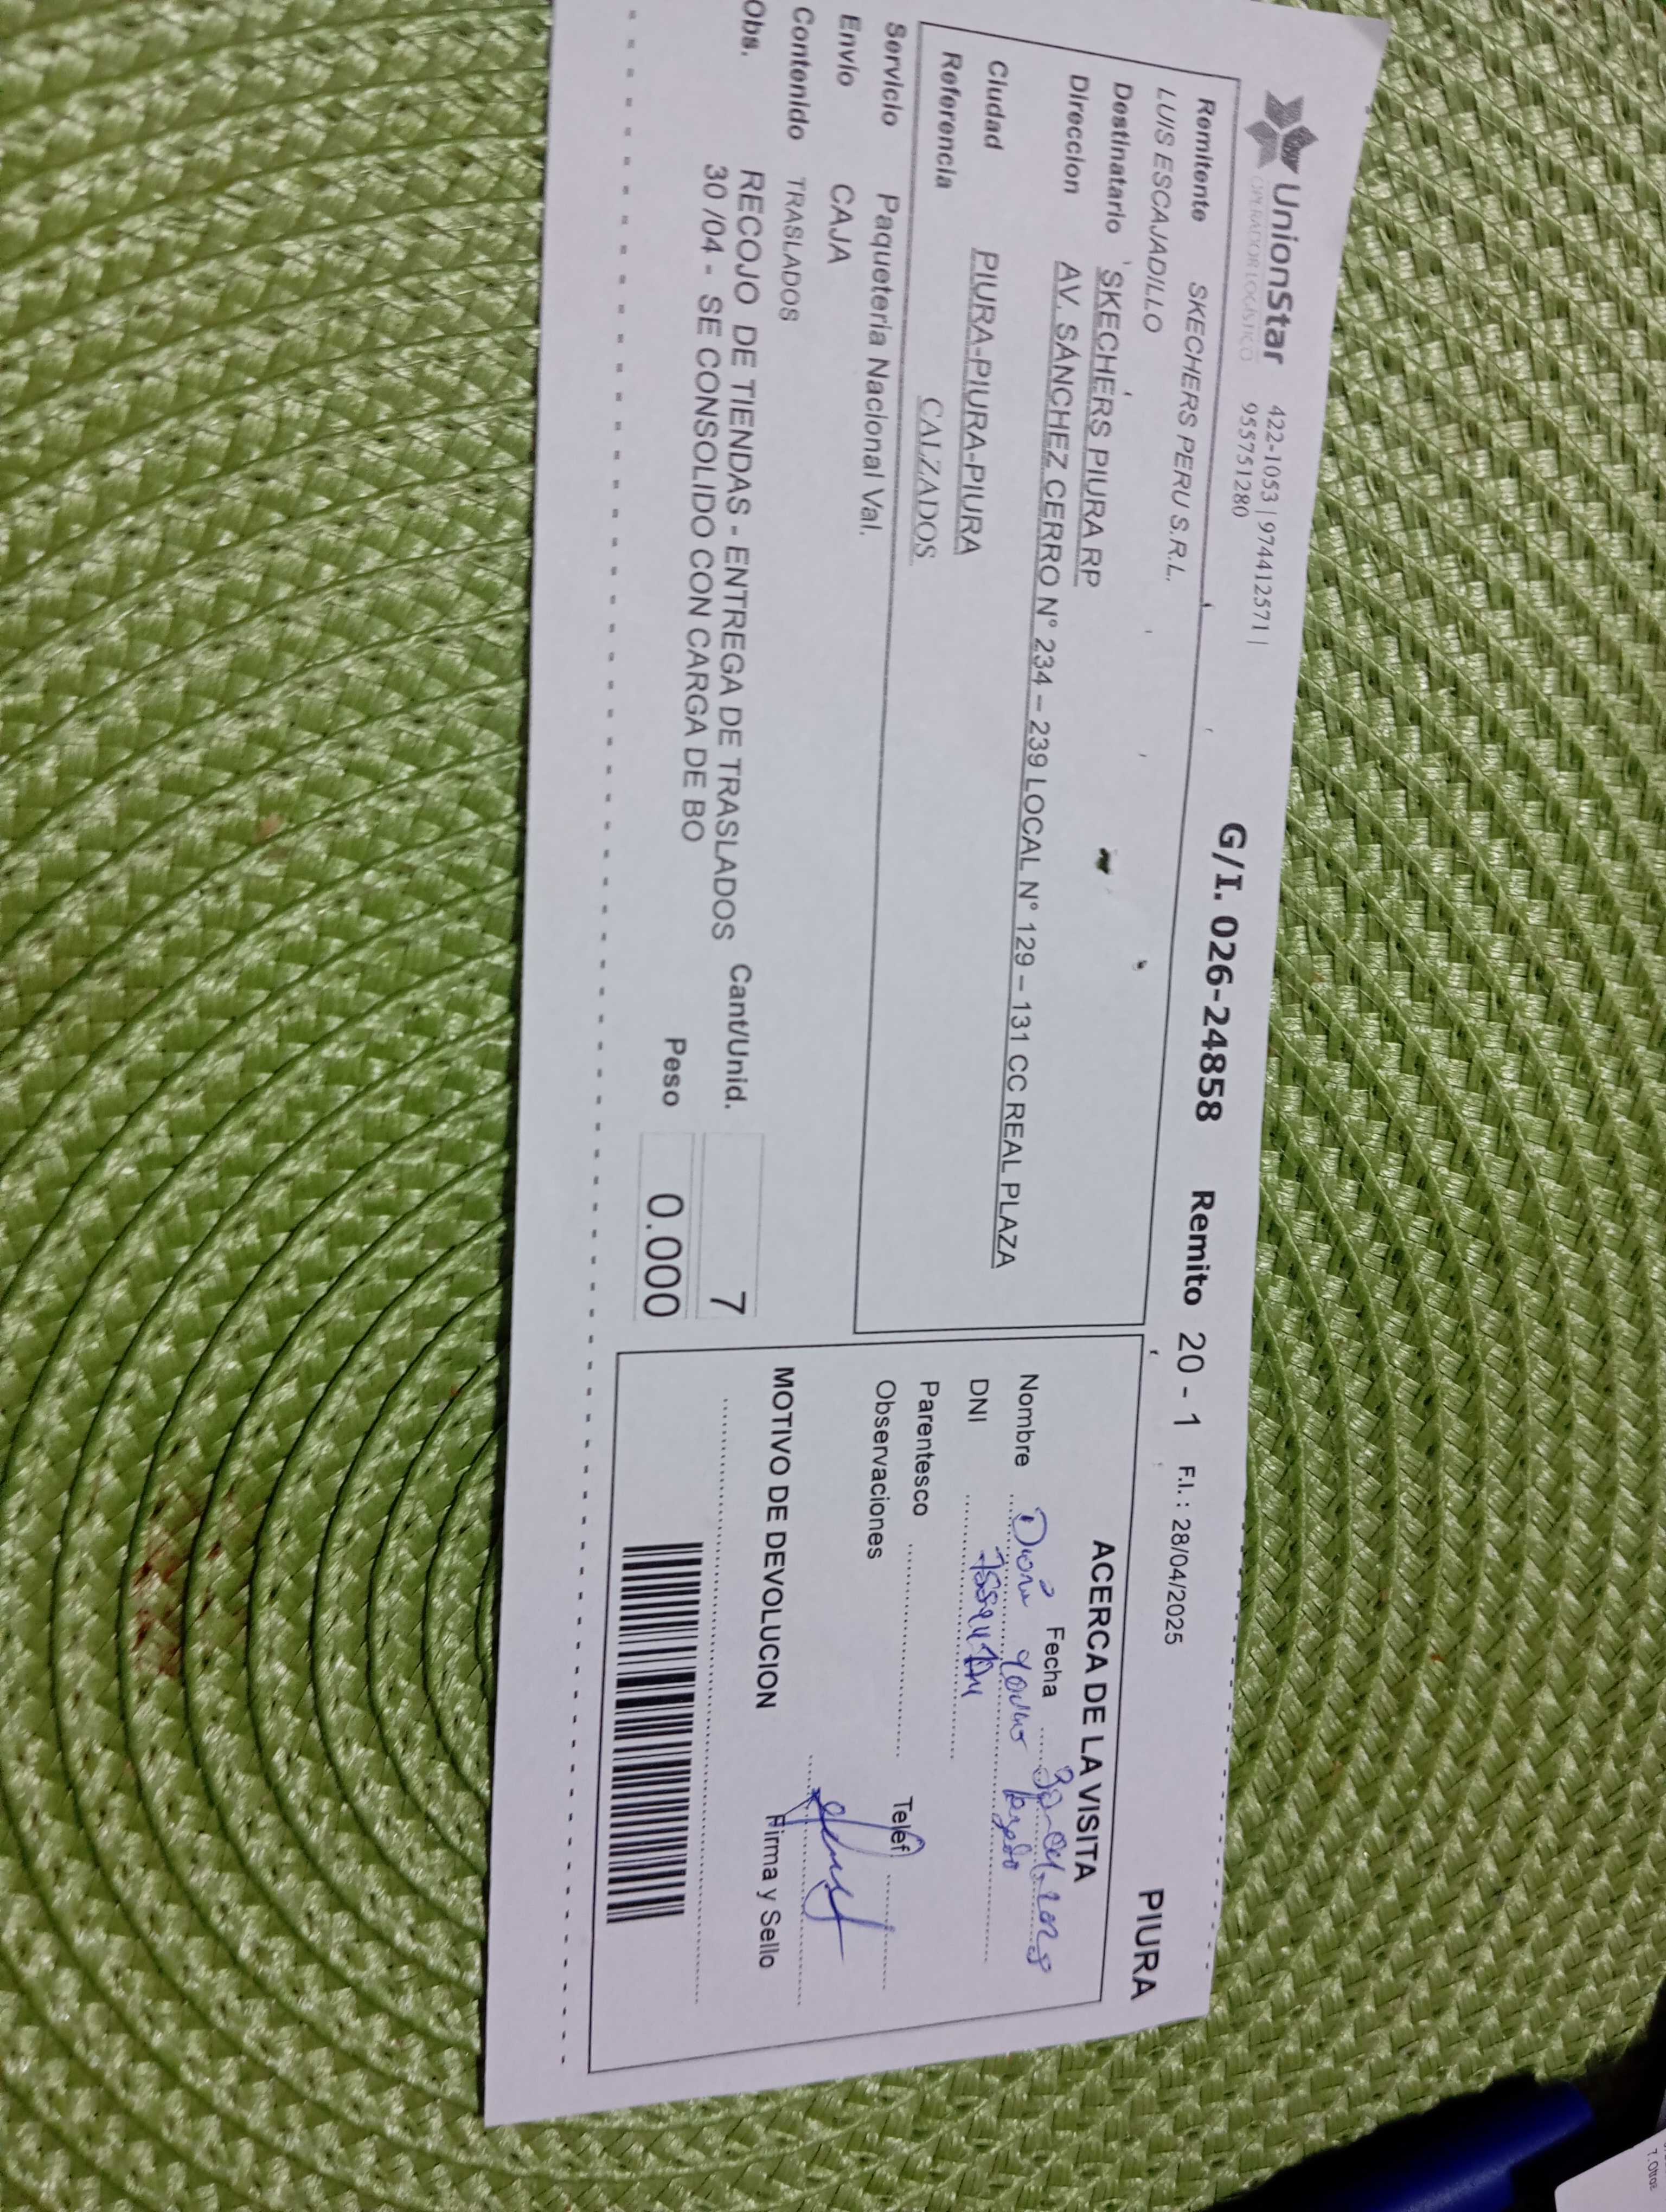 UnionStar 422-1053 | 974412571 |
OPERADOR LOGISTICO 955751280
G/I. 026-24858 Remito 20 - 1 F.I. : 28/04/2025 PIURA
Remitente SKECHERS PERU S.R.L.
LUIS ESCAJADILLO
Destinatario SKECHERS PIURA RP
Direccion AV. SÁNCHEZ CERRO N° 234 – 239 LOCAL N° 129 – 131 CC REAL PLAZA
Ciudad PIURA-PIURA-PIURA
Referencia CALZADOS
Servicio Paqueteria Nacional Val.
Envio CAJA
Contenido TRASLADOS
Obs. RECOJO DE TIENDAS - ENTREGA DE TRASLADOS
30 /04 - SE CONSOLIDO CON CARGA DE BO
Cant/Unid. 7
Peso 0.000
ACERCA DE LA VISITA
Fecha
Nombre
DNI
Parentesco
Telef
Observaciones
Firma y Sello
MOTIVO DE DEVOLUCION